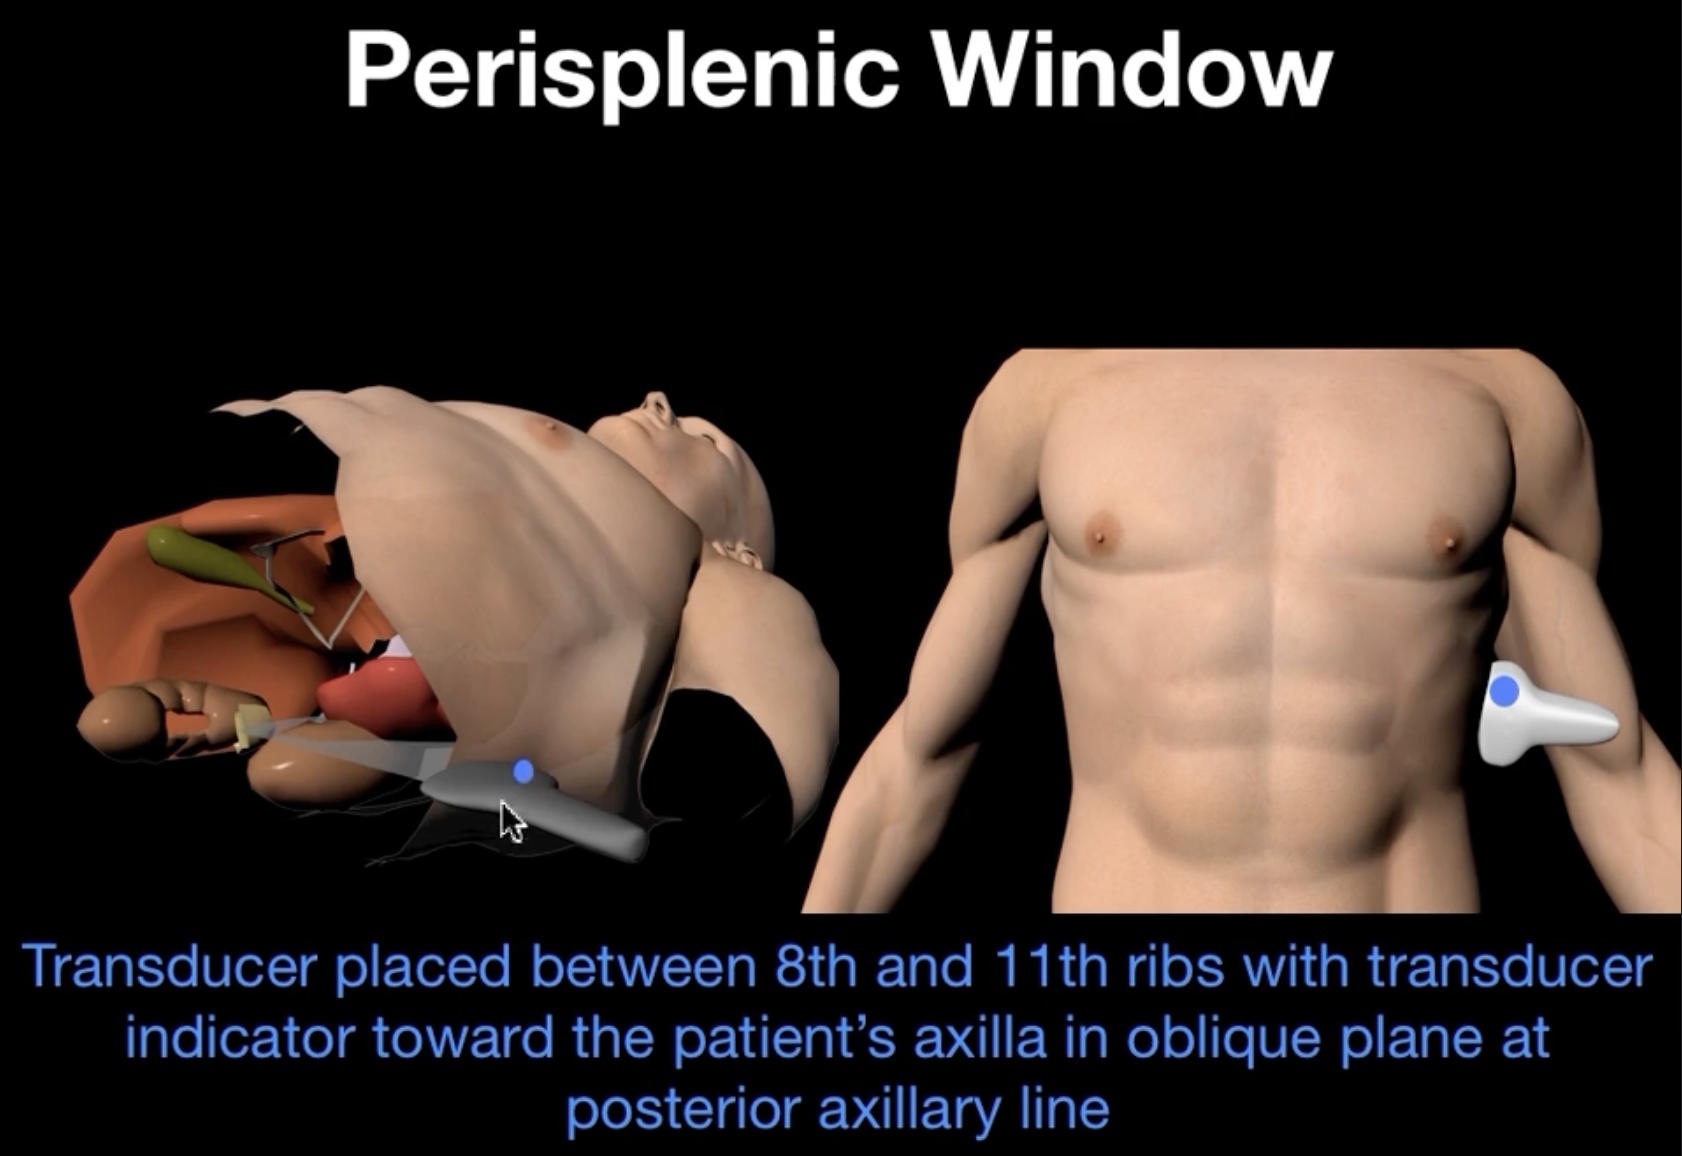 Perisplenic Window
Transducer placed between 8th and 11th ribs with transducer
indicator toward the patient’s axilla in oblique plane at
posterior axillary line